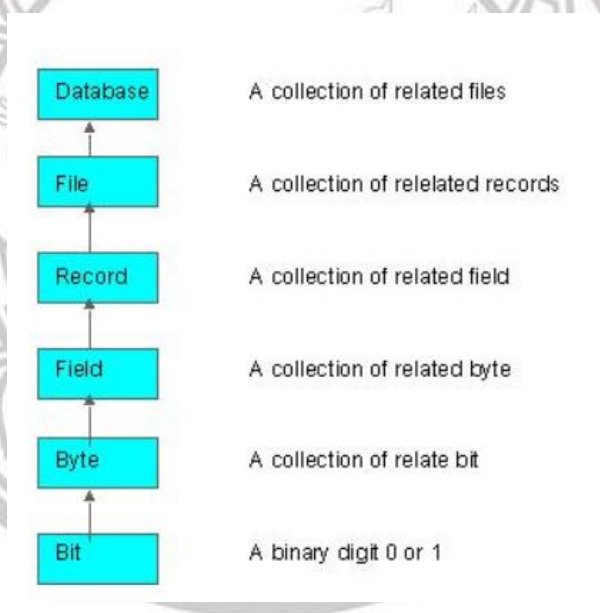 Database A collection of related files
File A collection of relelated records
Record A collection of related field
Field A collection of related byte
Byte A collection of relate bit
Bit A binary digit 0 or 1